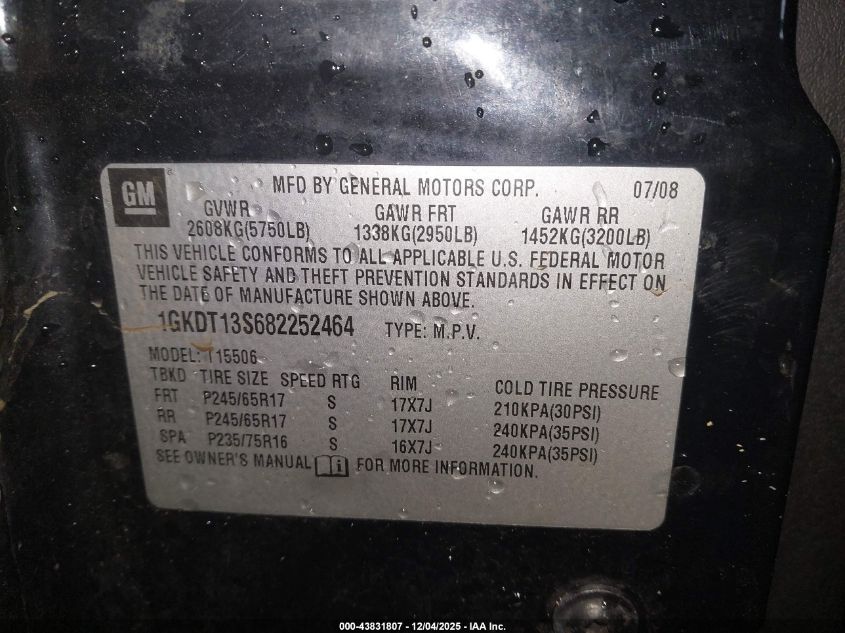 GM
MFD BY GENERAL MOTORS CORP. 07/08
GVWR GAWR FRT GAWR RR
2608KG(5750LB) 1338KG(2950LB) 1452KG(3200LB)
THIS VEHICLE CONFORMS TO ALL APPLICABLE U.S. FEDERAL MOTOR
VEHICLE SAFETY AND THEFT PREVENTION STANDARDS IN EFFECT ON
THE DATE OF MANUFACTURE SHOWN ABOVE.
1GKDT13S682252464 TYPE: M.P.V.
MODEL: T15506
TBKD TIRE SIZE SPEED RTG RIM COLD TIRE PRESSURE
FRT P245/65R17 S 17X7J 210KPA(30PSI)
RR P245/65R17 S 17X7J 240KPA(35PSI)
SPA P235/75R16 S 16X7J 240KPA(35PSI)
SEE OWNER'S MANUAL FOR MORE INFORMATION.
000-43831807 - 12/04/2025 - IAA Inc.